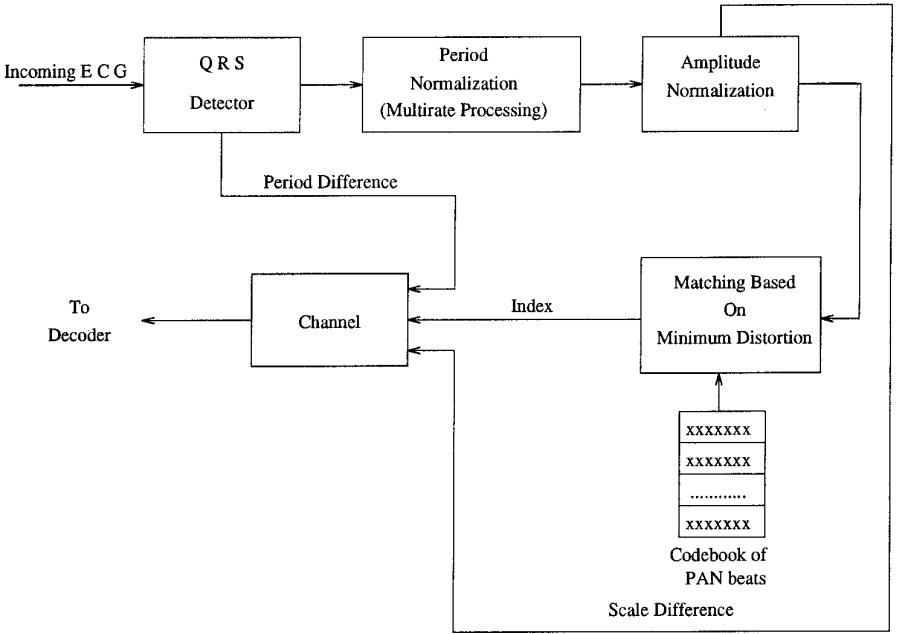 Incoming E C G
Q R S
Detector
Period
Normalization
(Multirate Processing)
Amplitude
Normalization
Period Difference
To
Decoder
Channel
Index
Matching Based
On
Minimum Distortion
xxxxxxx
xxxxxxx
............
xxxxxxx
Codebook of
PAN beats
Scale Difference